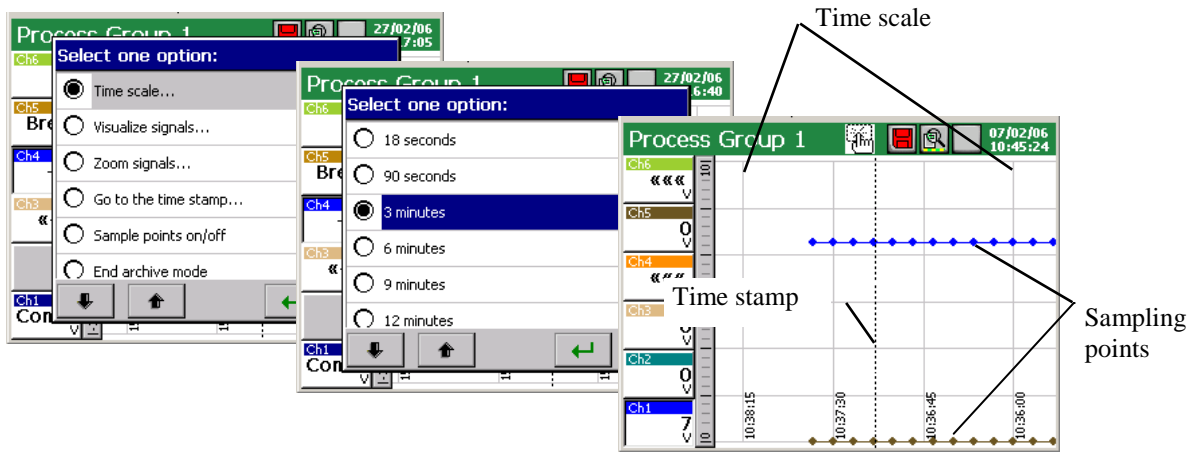 Time scale
Process Group 1
27/02/06
7:05
Select one option:
Time scale...
Visualize signals...
Zoom signals...
Go to the time stamp...
Sample points on/off
End archive mode
Ch6
Ch5
Bre
Ch4
Ch3
Ch1
Con
V
Process Group 1
27/02/06
6:40
Select one option:
18 seconds
90 seconds
3 minutes
6 minutes
9 minutes
12 minutes
Ch6
Ch5
Bre
Ch4
Ch3
Ch1
Con
V
Process Group 1
07/02/06
10:45:24
Ch6
«««
V
Ch5
0
V
Ch4
Ch3
V
Ch2
0
V
Ch1
7
V
10
10:38:15
10:37:30
10:36:45
10:36:00
Time stamp
Sampling
points